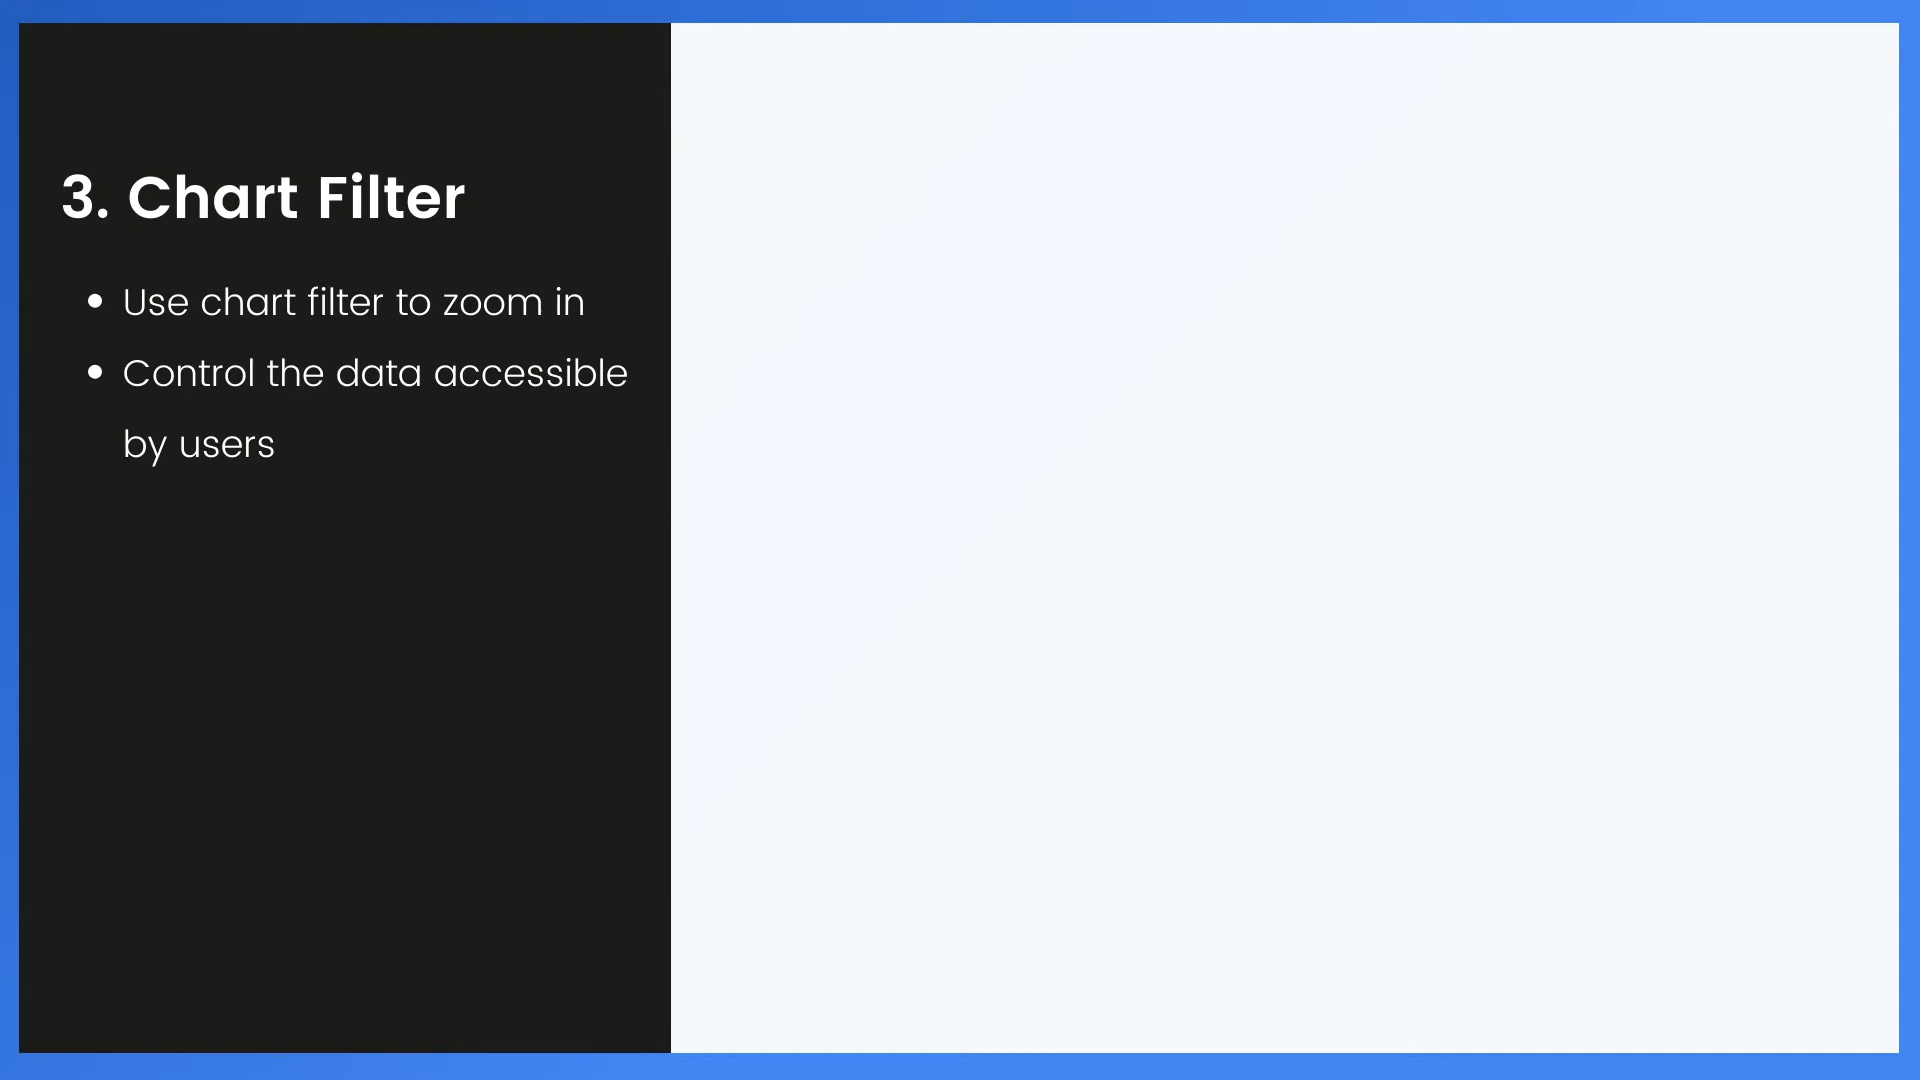 3. Chart Filter
• Use chart filter to zoom in
• Control the data accessible
by users